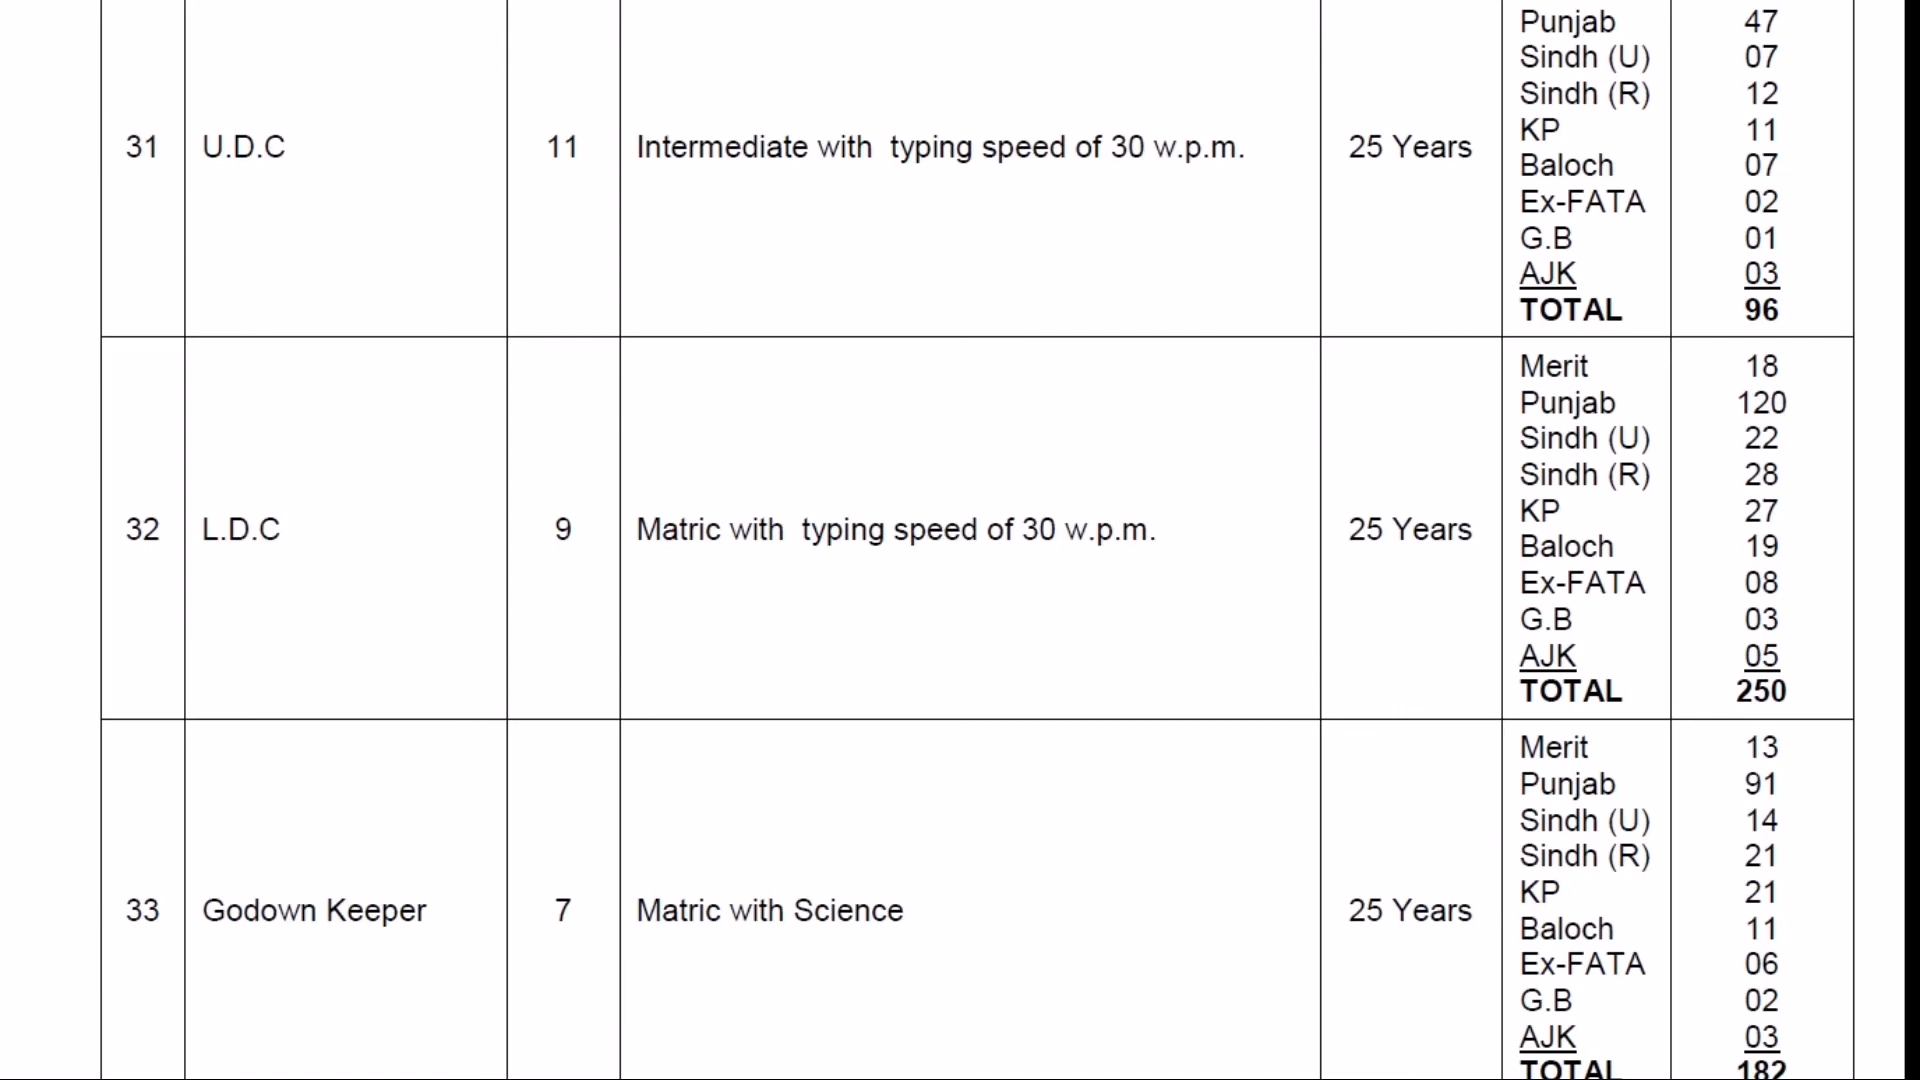 Punjab 47
Sindh (U) 07
Sindh (R) 12
KP 11
31 U.D.C 11 Intermediate with typing speed of 30 w.p.m. 25 Years
Baloch 07
Ex-FATA 02
G.B 01
AJK 03
TOTAL 96
Merit 18
Punjab 120
Sindh (U) 22
Sindh (R) 28
KP 27
32 L.D.C 9 Matric with typing speed of 30 w.p.m. 25 Years
Baloch 19
Ex-FATA 08
G.B 03
AJK 05
TOTAL 250
Merit 13
Punjab 91
Sindh (U) 14
Sindh (R) 21
KP 21
33 Godown Keeper 7 Matric with Science 25 Years
Baloch 11
Ex-FATA 06
G.B 02
AJK 03
TOTAL 182